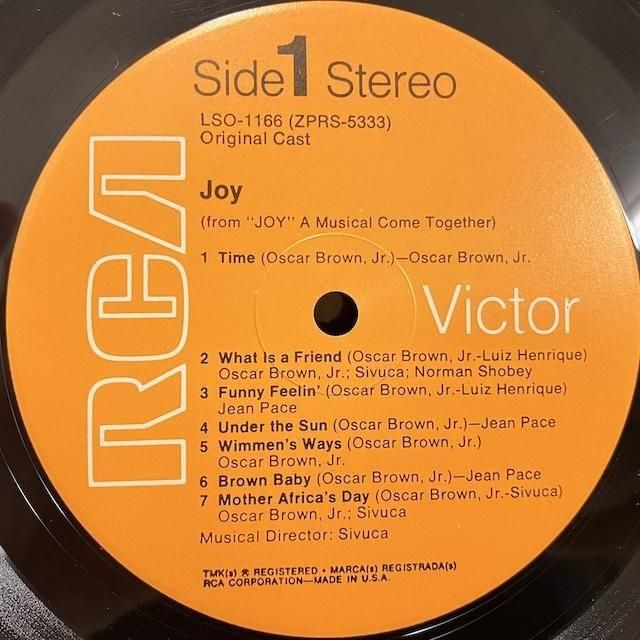 Side 1 Stereo
LSO-1166 (ZPRS-5333)
Original Cast
RCA
Joy
(from "JOY" A Musical Come Together)
1 Time (Oscar Brown, Jr.)—Oscar Brown, Jr.
Victor
2 What Is a Friend (Oscar Brown, Jr.-Luiz Henrique)
Oscar Brown, Jr.; Sivuca; Norman Shobey
3 Funny Feelin' (Oscar Brown, Jr.-Luiz Henrique)
Jean Pace
4 Under the Sun (Oscar Brown, Jr.)—Jean Pace
5 Wimmen's Ways (Oscar Brown, Jr.)
Oscar Brown, Jr.
6 Brown Baby (Oscar Brown, Jr.)—Jean Pace
7 Mother Africa's Day (Oscar Brown, Jr.-Sivuca)
Oscar Brown, Jr.; Sivuca
Musical Director: Sivuca
TMK(s) ® REGISTERED • MARCA(s) REGISTRADA(s)
RCA CORPORATION—MADE IN U.S.A.